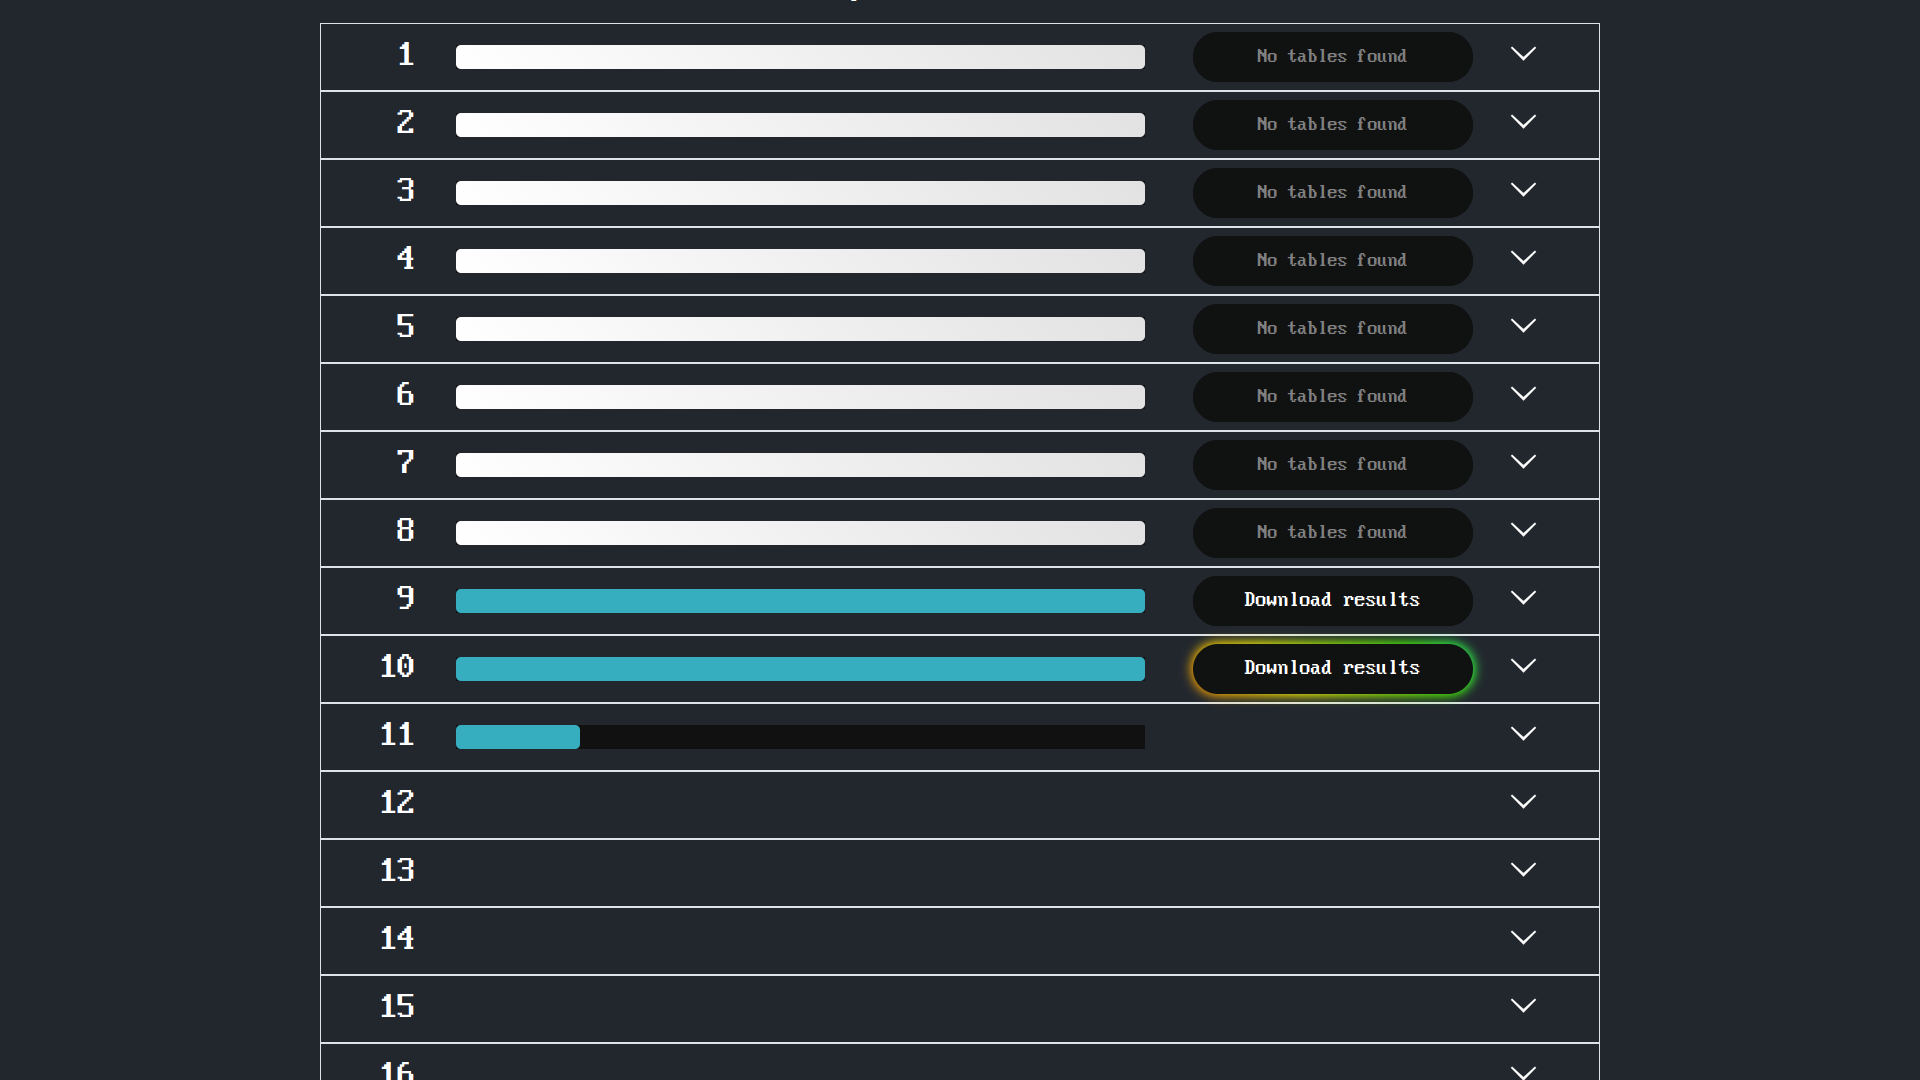 1 No tables found
2 No tables found
3 No tables found
4 No tables found
5 No tables found
6 No tables found
7 No tables found
8 No tables found
9 Download results
10 Download results
11
12
13
14
15
16